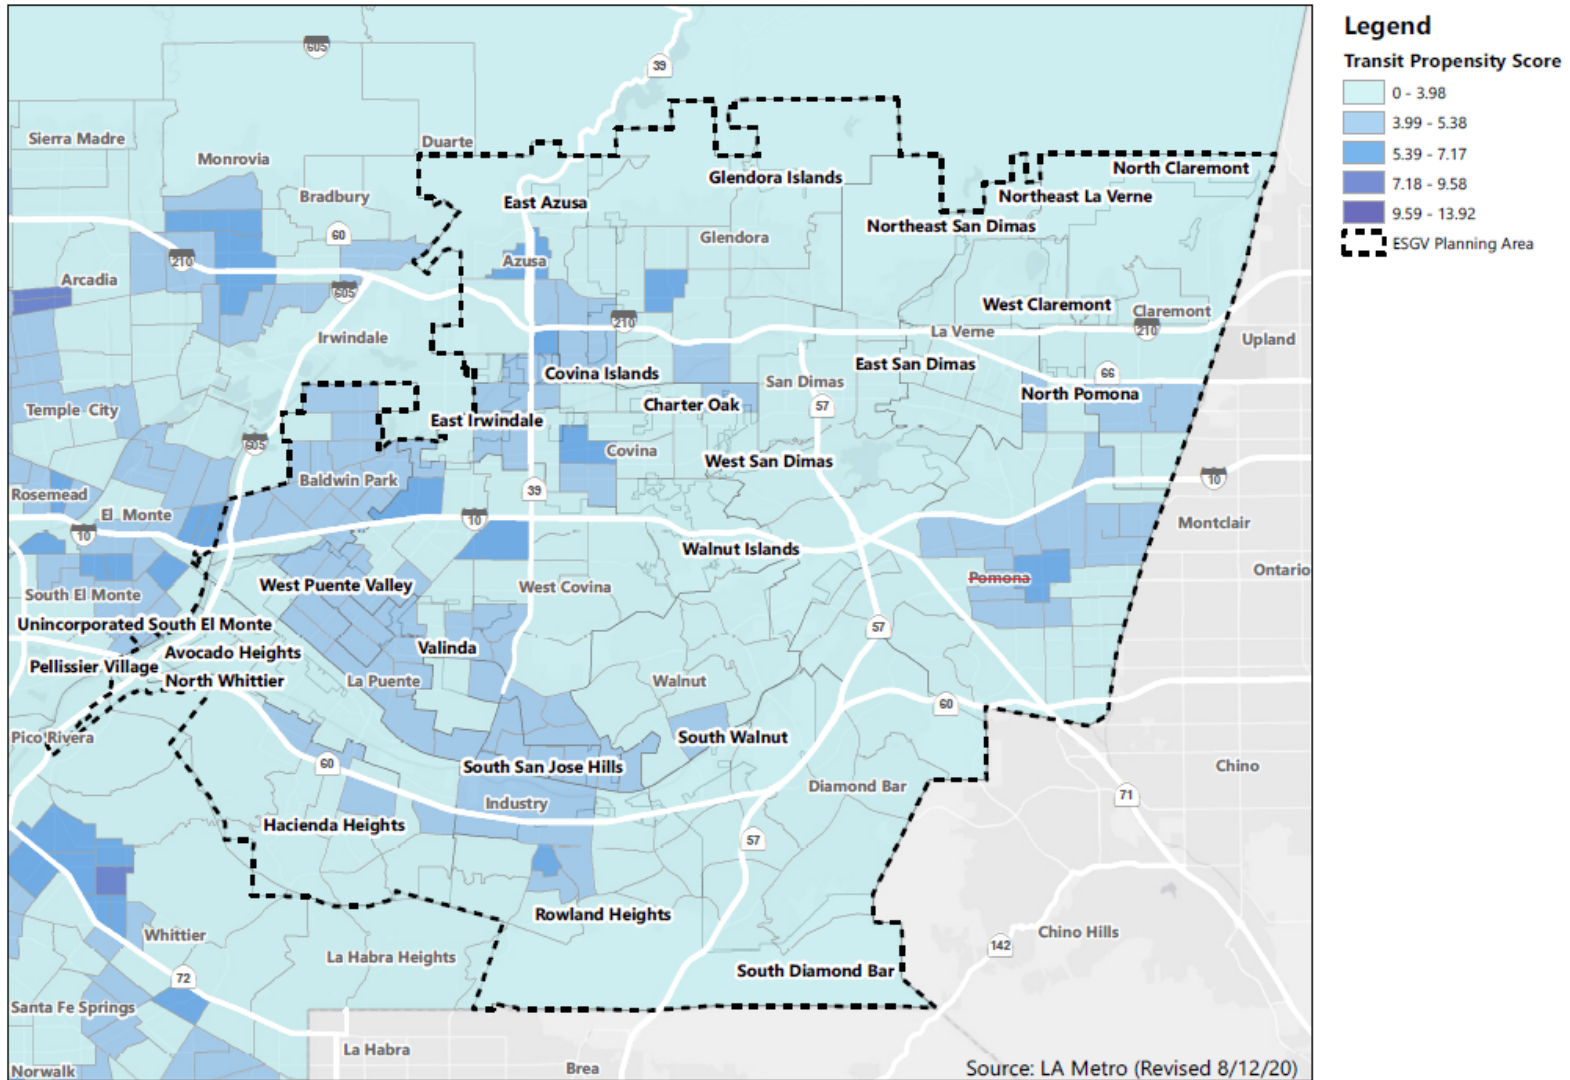 Legend
Transit Propensity Score
0 - 3.98
3.99 - 5.38
5.39 - 7.17
7.18 - 9.58
9.59 - 13.92
ESGV Planning Area
605
39
Sierra Madre
Duarte
Monrovia
North Claremont
Glendora Islands
Bradbury
East Azusa
Northeast La Verne
Northeast San Dimas
60
Glendora
210
Azusa
Arcadia
605
West Claremont
Claremont
210
210
Irwindale
La Verne
Upland
East San Dimas
Covina Islands
66
San Dimas
North Pomona
Temple City
Charter Oak
57
East Irwindale
605
Covina
West San Dimas
Baldwin Park
10
Rosemead
39
El Monte
10
10
Montclair
Walnut Islands
Ontario
Pomona
West Puente Valley
West Covina
South El Monte
Unincorporated South El Monte
57
Valinda
Avocado Heights
Pellissier Village
North Whittier
La Puente
Walnut
60
Pico Rivera
South Walnut
60
South San Jose Hills
Chino
Diamond Bar
71
Industry
Hacienda Heights
57
Rowland Heights
Whittier
Chino Hills
142
La Habra Heights
South Diamond Bar
72
Santa Fe Springs
La Habra
Brea
Source: LA Metro (Revised 8/12/20)
Norwalk